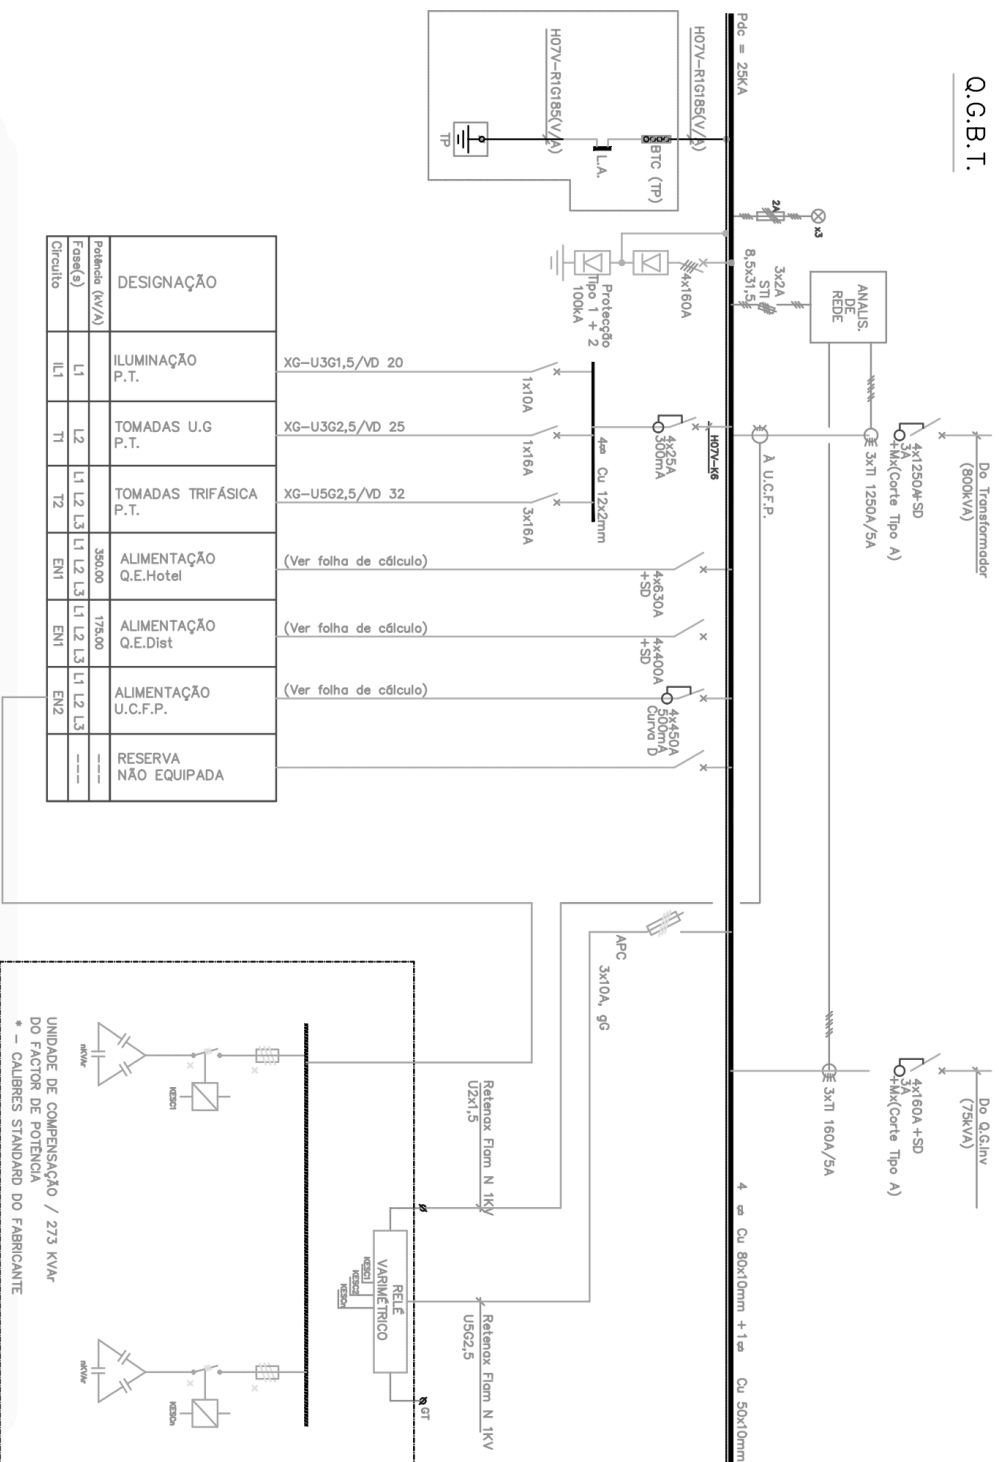 Q.G.B.T.
Pdc = 25KA
H07V-R1G185(V/A)
H07V-R1G185(V/A)
BTC (TP)
L.A.
TP
2A
x3
3x2A
STI
8,5x31,5
ANALIS.
DE
REDE
4x160A
Protecção
Tipo 1 + 2
100kA
Do Transformador
(800kVA)
4x1250A+SD
3A
+Mx(Corte Tipo A)
3xTI 1250A/5A
À U.C.F.P.
Do Q.G.Inv
(75kVA)
4x160A +SD
3A
+Mx(Corte Tipo A)
3xTI 160A/5A
4 Cu 80x10mm +1 Cu 50x10mm
H07V-K6
4x25A
300mA
Cu 12x2mm
1x10A
1x16A
3x16A
4x630A
+SD
4x400A
+SD
4x450A
500mA
Curva D
XG-U3G1,5/VD 20
XG-U3G2,5/VD 25
XG-U5G2,5/VD 32
(Ver folha de cálculo)
(Ver folha de cálculo)
(Ver folha de cálculo)
DESIGNAÇÃO
Potência (kV/A)
Fase(s)
Circuito
ILUMINAÇÃO
P.T.
L1
IL1
TOMADAS U.G
P.T.
L2
T1
TOMADAS TRIFÁSICA
P.T.
L1 L2 L3
T2
ALIMENTAÇÃO
Q.E.Hotel
350.00
L1 L2 L3
EN1
ALIMENTAÇÃO
Q.E.Dist
175.00
L1 L2 L3
EN1
ALIMENTAÇÃO
U.C.F.P.
L1 L2 L3
EN2
RESERVA
NÃO EQUIPADA
---
---
APC
3x10A, gG
Retenax Flam N 1KV
U2x1,5
Retenax Flam N 1KV
U5G2,5
RELÉ
VARIMÉTRICO
KESC1
KESC2
KESCn
GT
KESC1
nKVAr
KESCn
nKVAr
UNIDADE DE COMPENSAÇÃO / 273 KVAr
DO FACTOR DE POTÊNCIA
* - CALIBRES STANDARD DO FABRICANTE